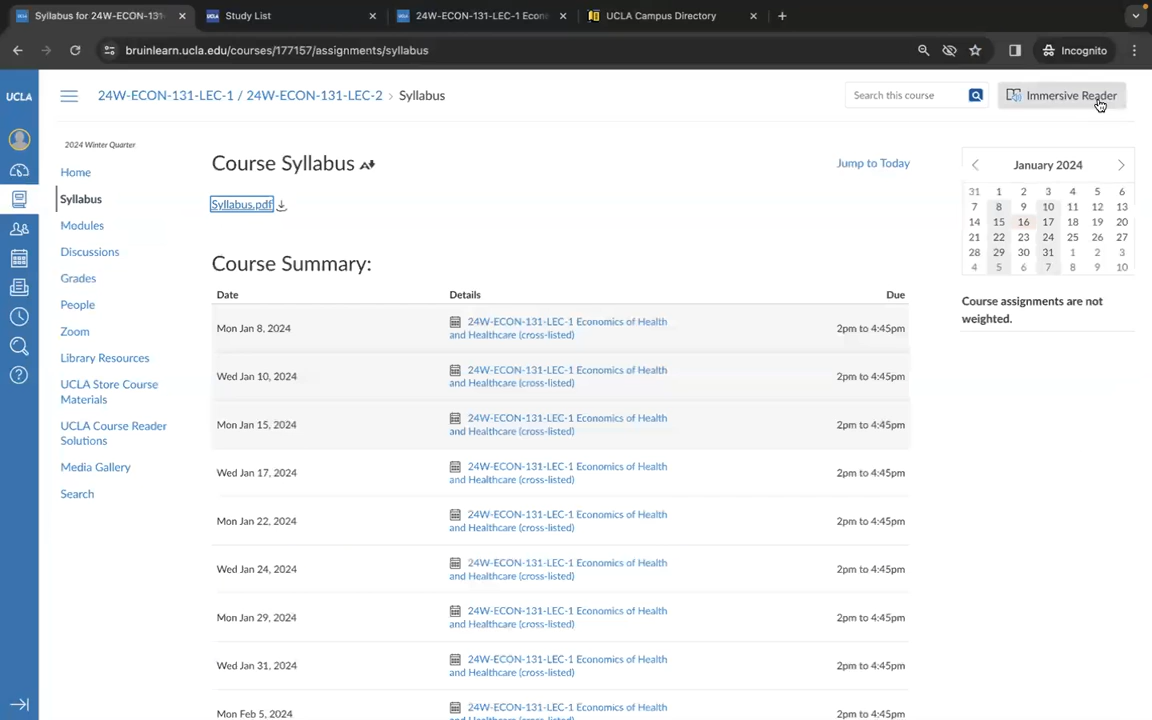 Syllabus for 24W-ECON-131
Study List
24W-ECON-131-LEC-1 Econ
UCLA Campus Directory
bruinlearn.ucla.edu/courses/177157/assignments/syllabus
Incognito
UCLA
24W-ECON-131-LEC-1 / 24W-ECON-131-LEC-2 › Syllabus
Search this course
Immersive Reader
2024 Winter Quarter
Home
Syllabus
Modules
Discussions
Grades
People
Zoom
Library Resources
UCLA Store Course
Materials
UCLA Course Reader
Solutions
Media Gallery
Search
Course Syllabus
Jump to Today
Syllabus.pdf
Course Summary:
Date Details Due
Mon Jan 8, 2024 24W-ECON-131-LEC-1 Economics of Health 2pm to 4:45pm
and Healthcare (cross-listed)
Wed Jan 10, 2024 24W-ECON-131-LEC-1 Economics of Health 2pm to 4:45pm
and Healthcare (cross-listed)
Mon Jan 15, 2024 24W-ECON-131-LEC-1 Economics of Health 2pm to 4:45pm
and Healthcare (cross-listed)
Wed Jan 17, 2024 24W-ECON-131-LEC-1 Economics of Health 2pm to 4:45pm
and Healthcare (cross-listed)
Mon Jan 22, 2024 24W-ECON-131-LEC-1 Economics of Health 2pm to 4:45pm
and Healthcare (cross-listed)
Wed Jan 24, 2024 24W-ECON-131-LEC-1 Economics of Health 2pm to 4:45pm
and Healthcare (cross-listed)
Mon Jan 29, 2024 24W-ECON-131-LEC-1 Economics of Health 2pm to 4:45pm
and Healthcare (cross-listed)
Wed Jan 31, 2024 24W-ECON-131-LEC-1 Economics of Health 2pm to 4:45pm
and Healthcare (cross-listed)
Mon Feb 5, 2024 24W-ECON-131-LEC-1 Economics of Health 2pm to 4:45pm
January 2024
31 1 2 3 4 5 6
7 8 9 10 11 12 13
14 15 16 17 18 19 20
21 22 23 24 25 26 27
28 29 30 31 1 2 3
4 5 6 7 8 9 10
Course assignments are not
weighted.